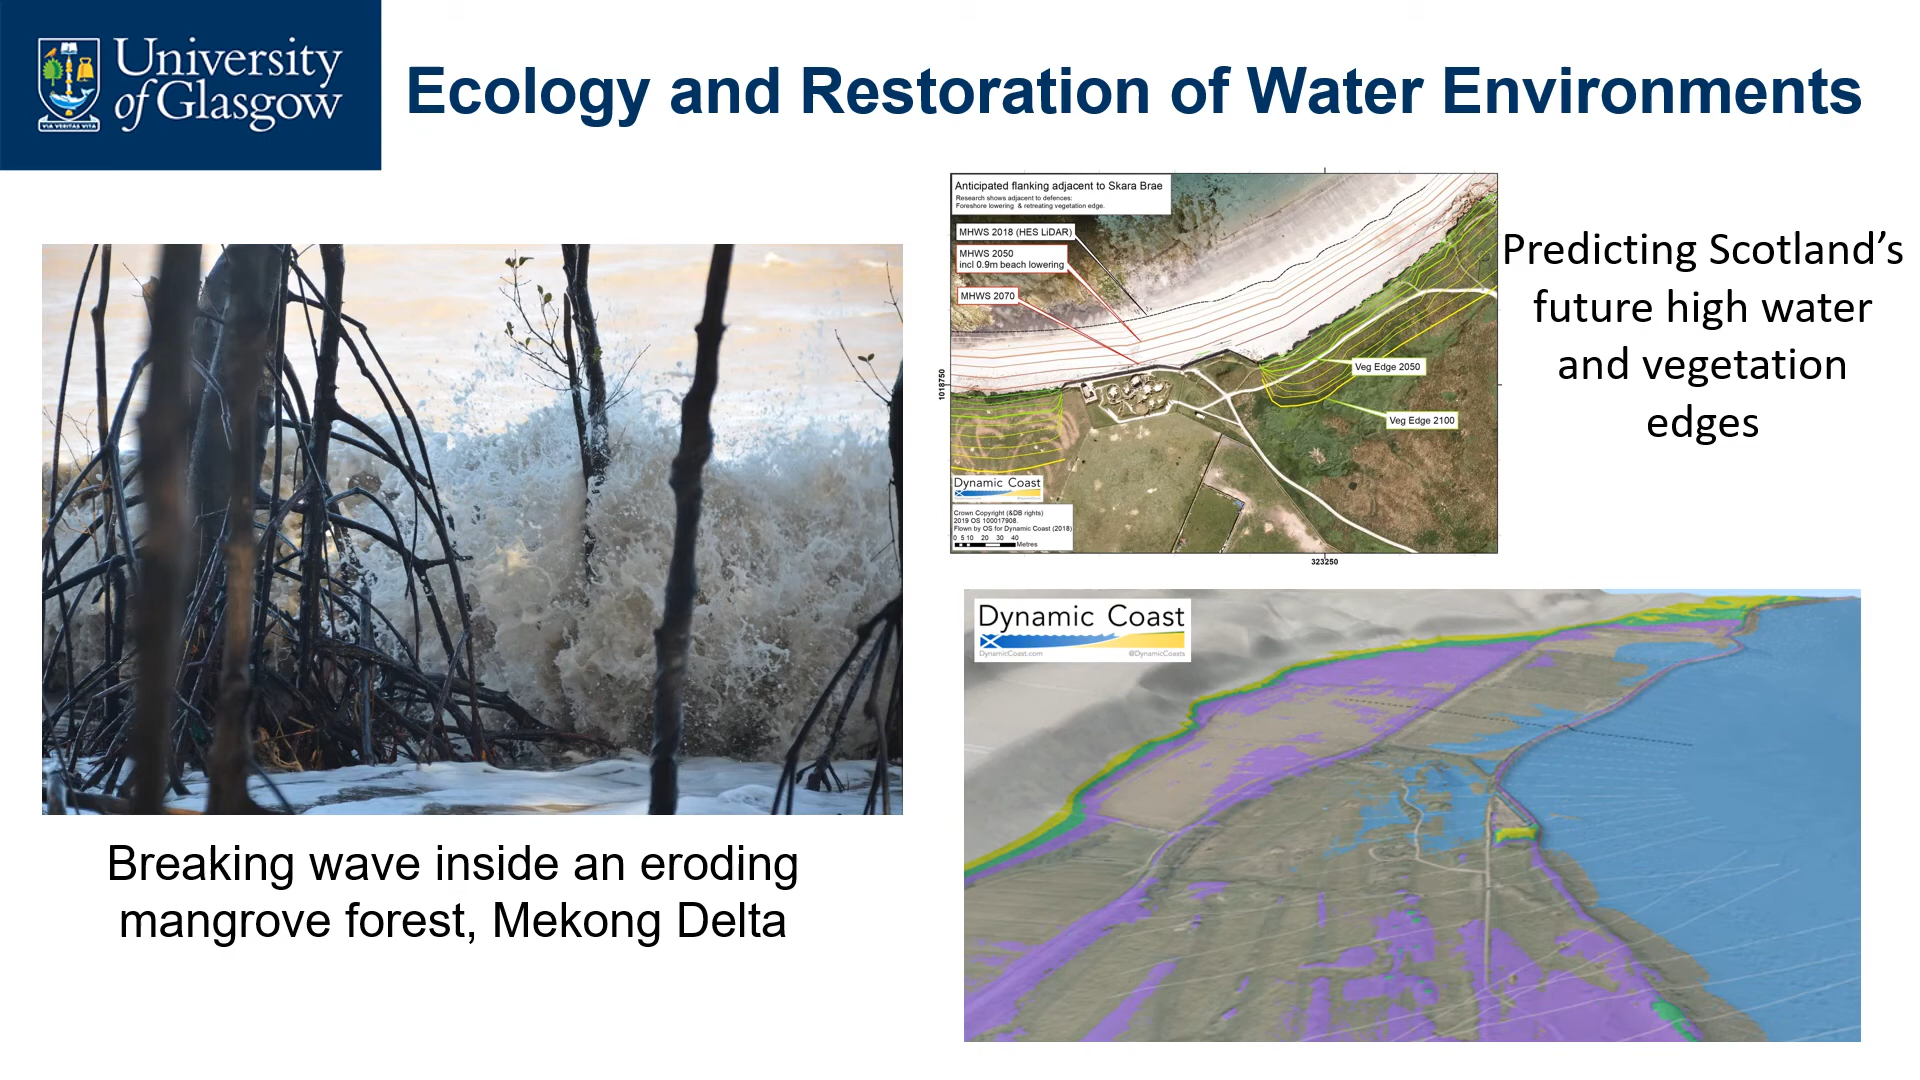 University
of Glasgow
VIA VERITAS VITA
Ecology and Restoration of Water Environments
Breaking wave inside an eroding
mangrove forest, Mekong Delta
Anticipated flanking adjacent to Skara Brae
Research shows adjacent to defences:
Foreshore lowering & retreating vegetation edge.
MHWS 2018 (HES LiDAR)
MHWS 2050
incl 0.9m beach lowering
MHWS 2070
Veg Edge 2050
Veg Edge 2100
1018750
Dynamic Coast
Crown Copyright (&DB rights)
2019 OS 100017908.
Flown by OS for Dynamic Coast (2018)
0 5 10 20 30 40
Metres
323250
Predicting Scotland’s
future high water
and vegetation
edges
Dynamic Coast
DynamicCoast.com @DynamicCoasts